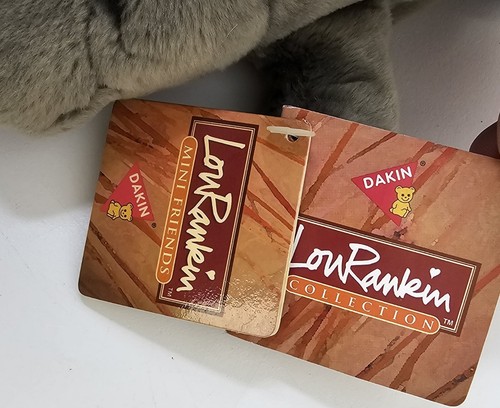 DAKIN
LouRankin
MINI FRIENDS
TM
DAKIN®
LouRankin
COLLECTION
TM